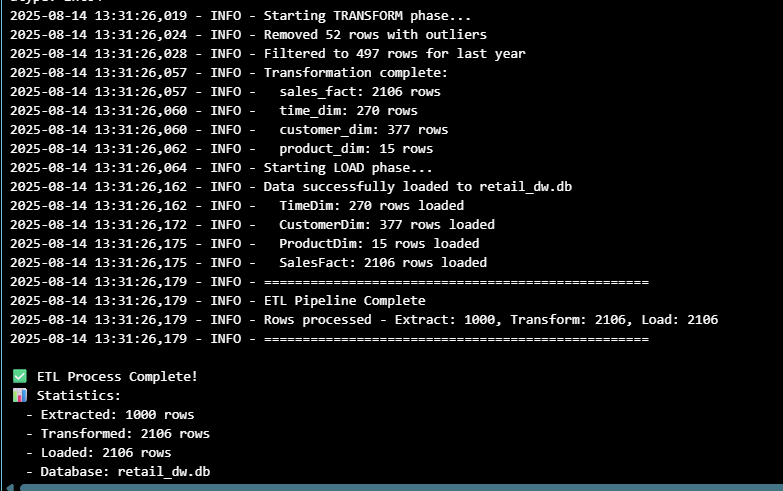 2025-08-14 13:31:26,019 - INFO - Starting TRANSFORM phase...
2025-08-14 13:31:26,024 - INFO - Removed 52 rows with outliers
2025-08-14 13:31:26,028 - INFO - Filtered to 497 rows for last year
2025-08-14 13:31:26,057 - INFO - Transformation complete:
2025-08-14 13:31:26,057 - INFO -   sales_fact: 2106 rows
2025-08-14 13:31:26,060 - INFO -   time_dim: 270 rows
2025-08-14 13:31:26,060 - INFO -   customer_dim: 377 rows
2025-08-14 13:31:26,062 - INFO -   product_dim: 15 rows
2025-08-14 13:31:26,064 - INFO - Starting LOAD phase...
2025-08-14 13:31:26,162 - INFO - Data successfully loaded to retail_dw.db
2025-08-14 13:31:26,162 - INFO -   TimeDim: 270 rows loaded
2025-08-14 13:31:26,172 - INFO -   CustomerDim: 377 rows loaded
2025-08-14 13:31:26,175 - INFO -   ProductDim: 15 rows loaded
2025-08-14 13:31:26,175 - INFO -   SalesFact: 2106 rows loaded
2025-08-14 13:31:26,179 - INFO - ==================================================
2025-08-14 13:31:26,179 - INFO - ETL Pipeline Complete
2025-08-14 13:31:26,179 - INFO - Rows processed - Extract: 1000, Transform: 2106, Load: 2106
2025-08-14 13:31:26,179 - INFO - ==================================================
✅ ETL Process Complete!
📊 Statistics:
- Extracted: 1000 rows
- Transformed: 2106 rows
- Loaded: 2106 rows
- Database: retail_dw.db